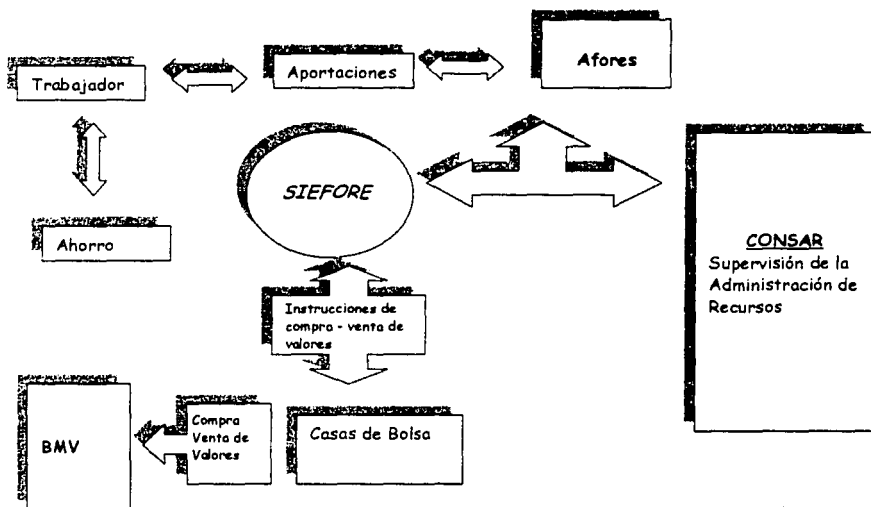 Trabajador
Aportaciones
Afores
Ahorro
SIEFORE
CONSAR
Supervisión de la
Administración de
Recursos
Instrucciones de
compra - venta de
valores
BMV
Compra
Venta de
Valores
Casas de Bolsa